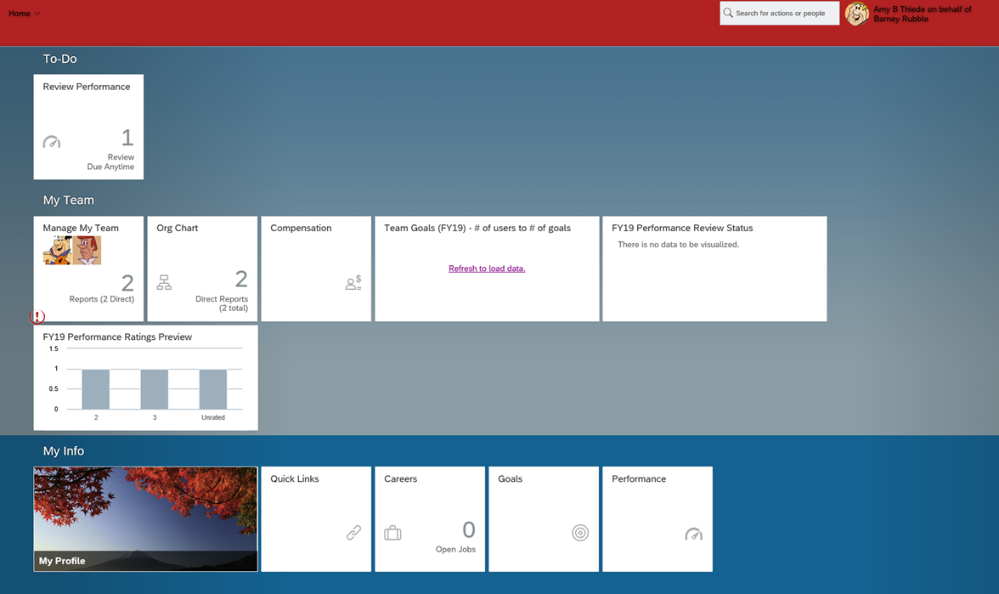 Home
Search for actions or people
Amy B Thiede on behalf of
Barney Rubble
To-Do
Review Performance
1
Review
Due Anytime
My Team
Manage My Team
2
Reports (2 Direct)
Org Chart
2
Direct Reports
(2 total)
Compensation
$
Team Goals (FY19) - # of users to # of goals
Refresh to load data.
FY19 Performance Review Status
There is no data to be visualized.
!
FY19 Performance Ratings Preview
1.5
1
0.5
0
2
3
Unrated
My Info
My Profile
Quick Links
Careers
0
Open Jobs
Goals
Performance